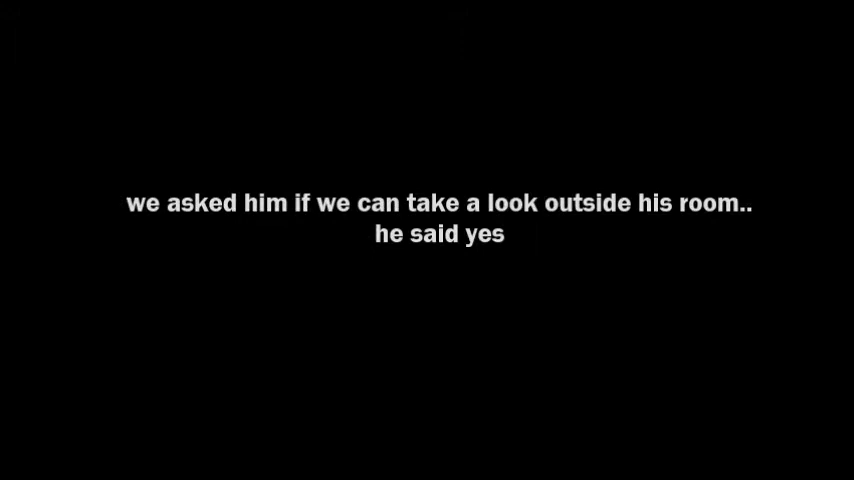 we asked him if we can take a look outside his room..
he said yes